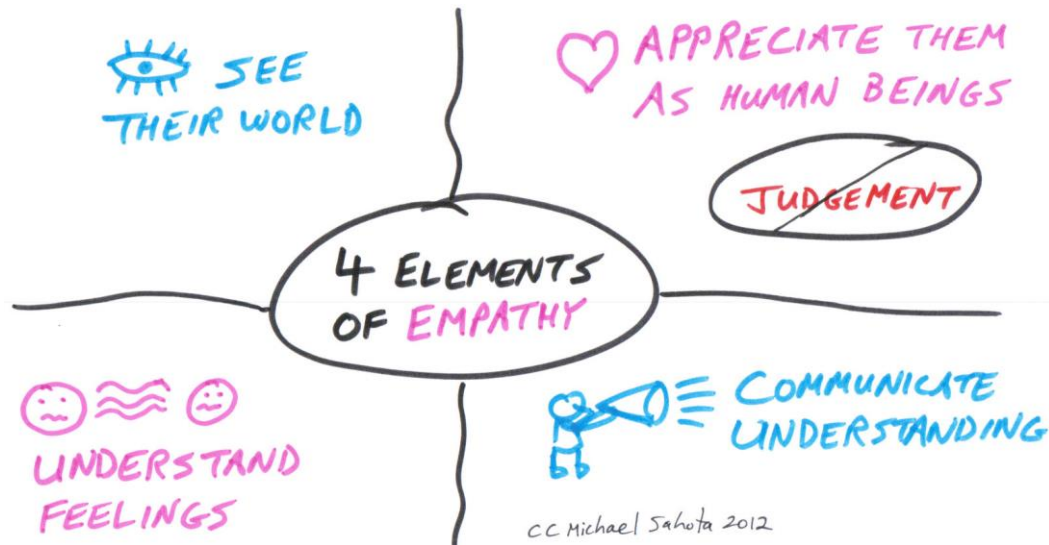 SEE
THEIR WORLD
APPRECIATE THEM
AS HUMAN BEINGS
JUDGEMENT
4 ELEMENTS
OF EMPATHY
UNDERSTAND
FEELINGS
COMMUNICATE
UNDERSTANDING
CC Michael Sahota 2012